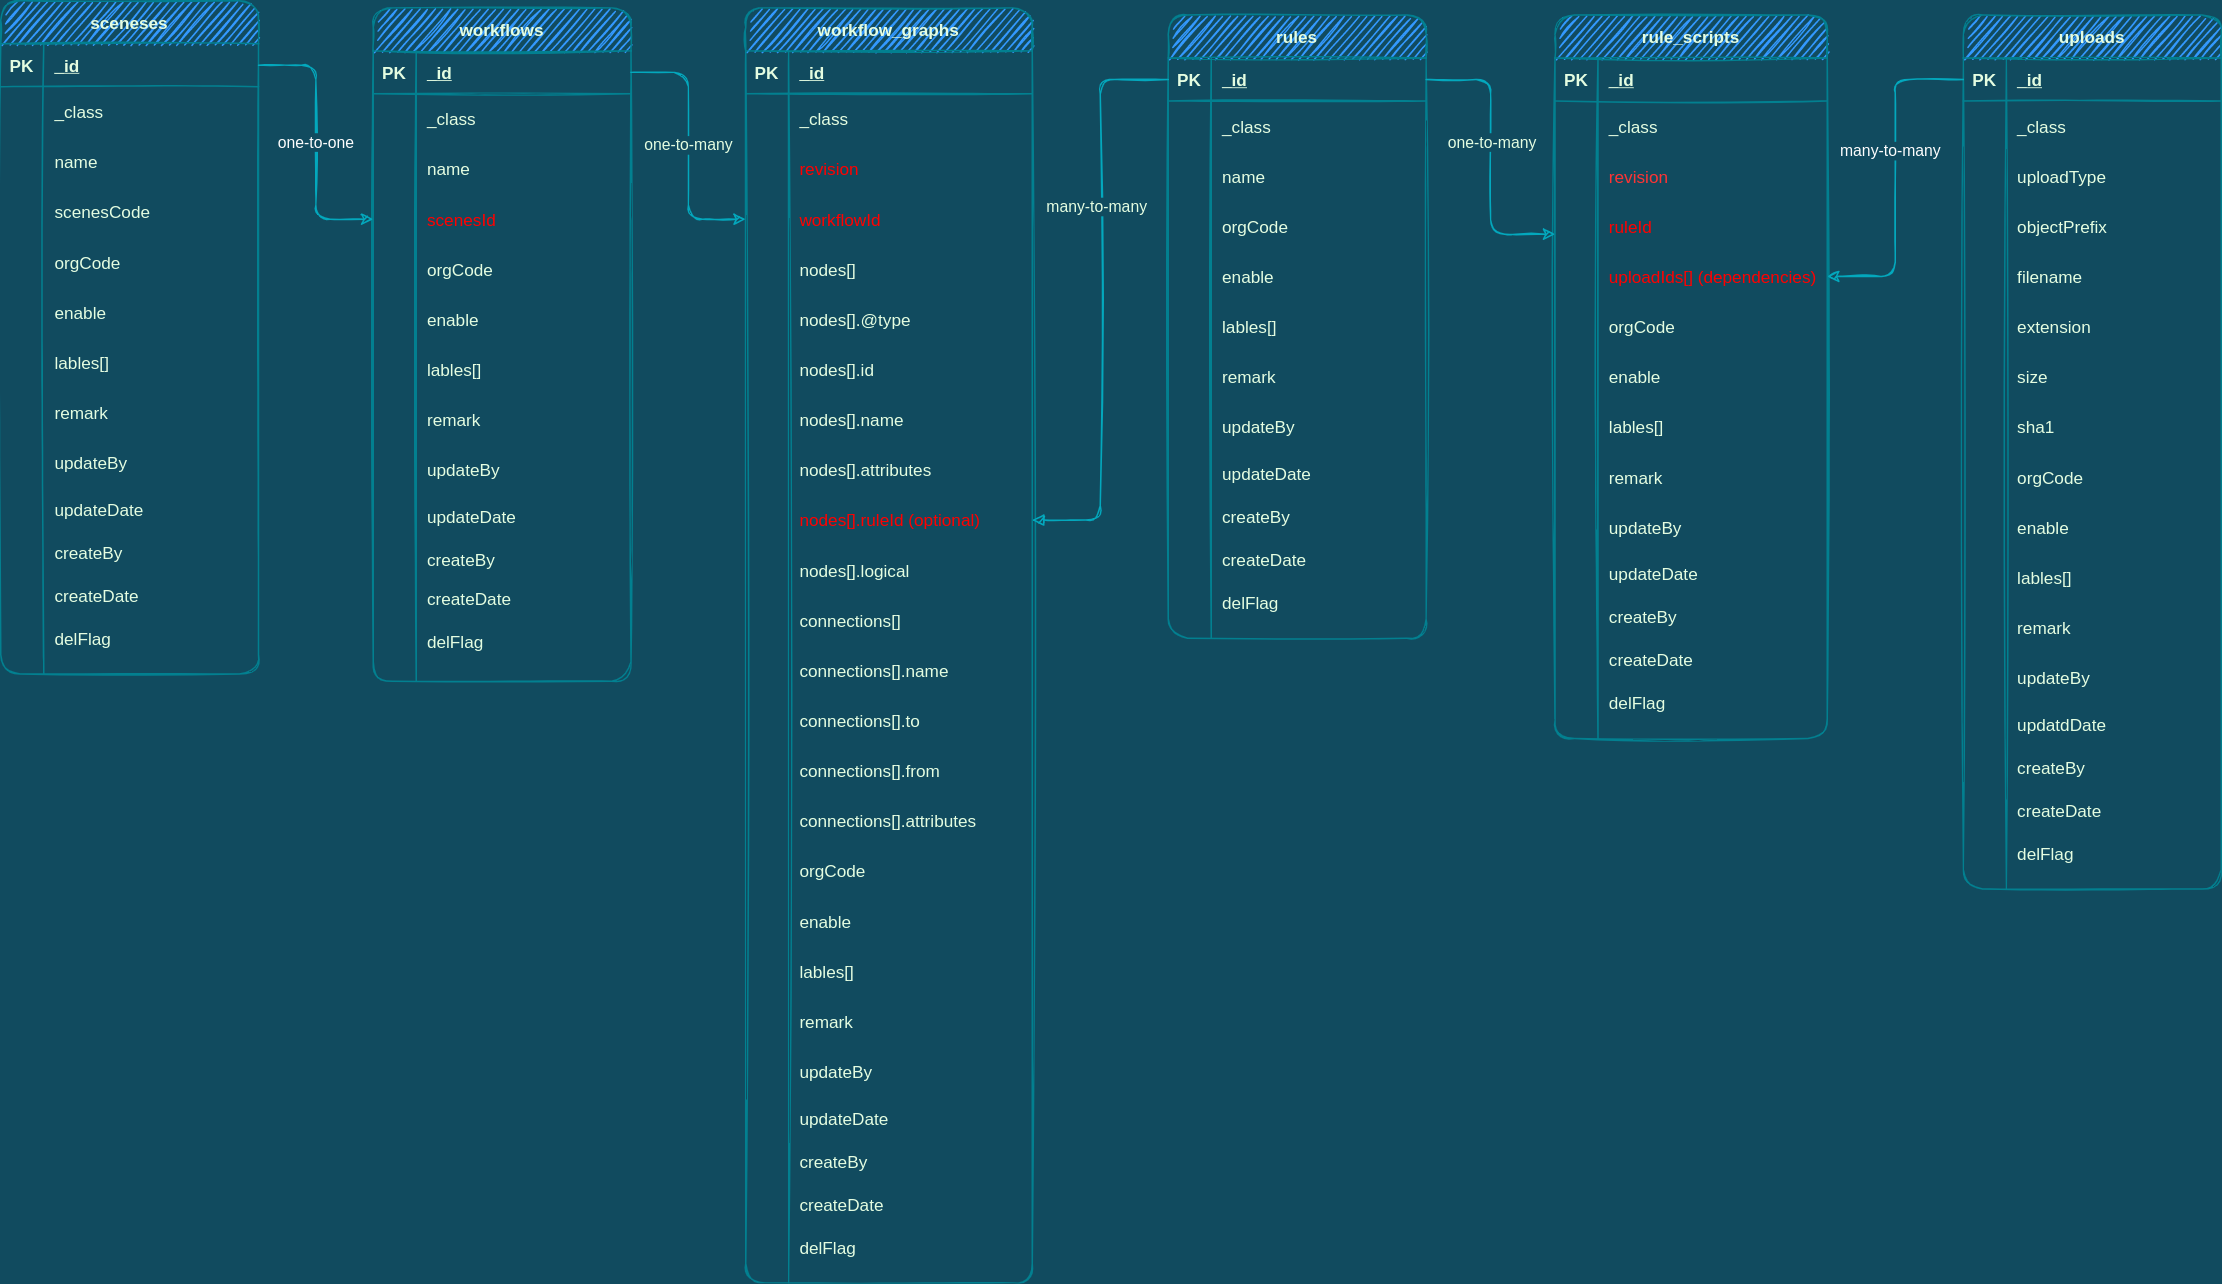 sceneses
PK _id
_class
name
scenesCode
orgCode
enable
lables[]
remark
updateBy
updateDate
createBy
createDate
delFlag
one-to-one
workflows
PK _id
_class
name
scenesId
orgCode
enable
lables[]
remark
updateBy
updateDate
createBy
createDate
delFlag
one-to-many
workflow_graphs
PK _id
_class
revision
workflowId
nodes[]
nodes[].@type
nodes[].id
nodes[].name
nodes[].attributes
nodes[].ruleId (optional)
nodes[].logical
connections[]
connections[].name
connections[].to
connections[].from
connections[].attributes
orgCode
enable
lables[]
remark
updateBy
updateDate
createBy
createDate
delFlag
many-to-many
rules
PK _id
_class
name
orgCode
enable
lables[]
remark
updateBy
updateDate
createBy
createDate
delFlag
one-to-many
rule_scripts
PK _id
_class
revision
ruleId
uploadIds[] (dependencies)
orgCode
enable
lables[]
remark
updateBy
updateDate
createBy
createDate
delFlag
many-to-many
uploads
PK _id
_class
uploadType
objectPrefix
filename
extension
size
sha1
orgCode
enable
lables[]
remark
updateBy
updatdDate
createBy
createDate
delFlag